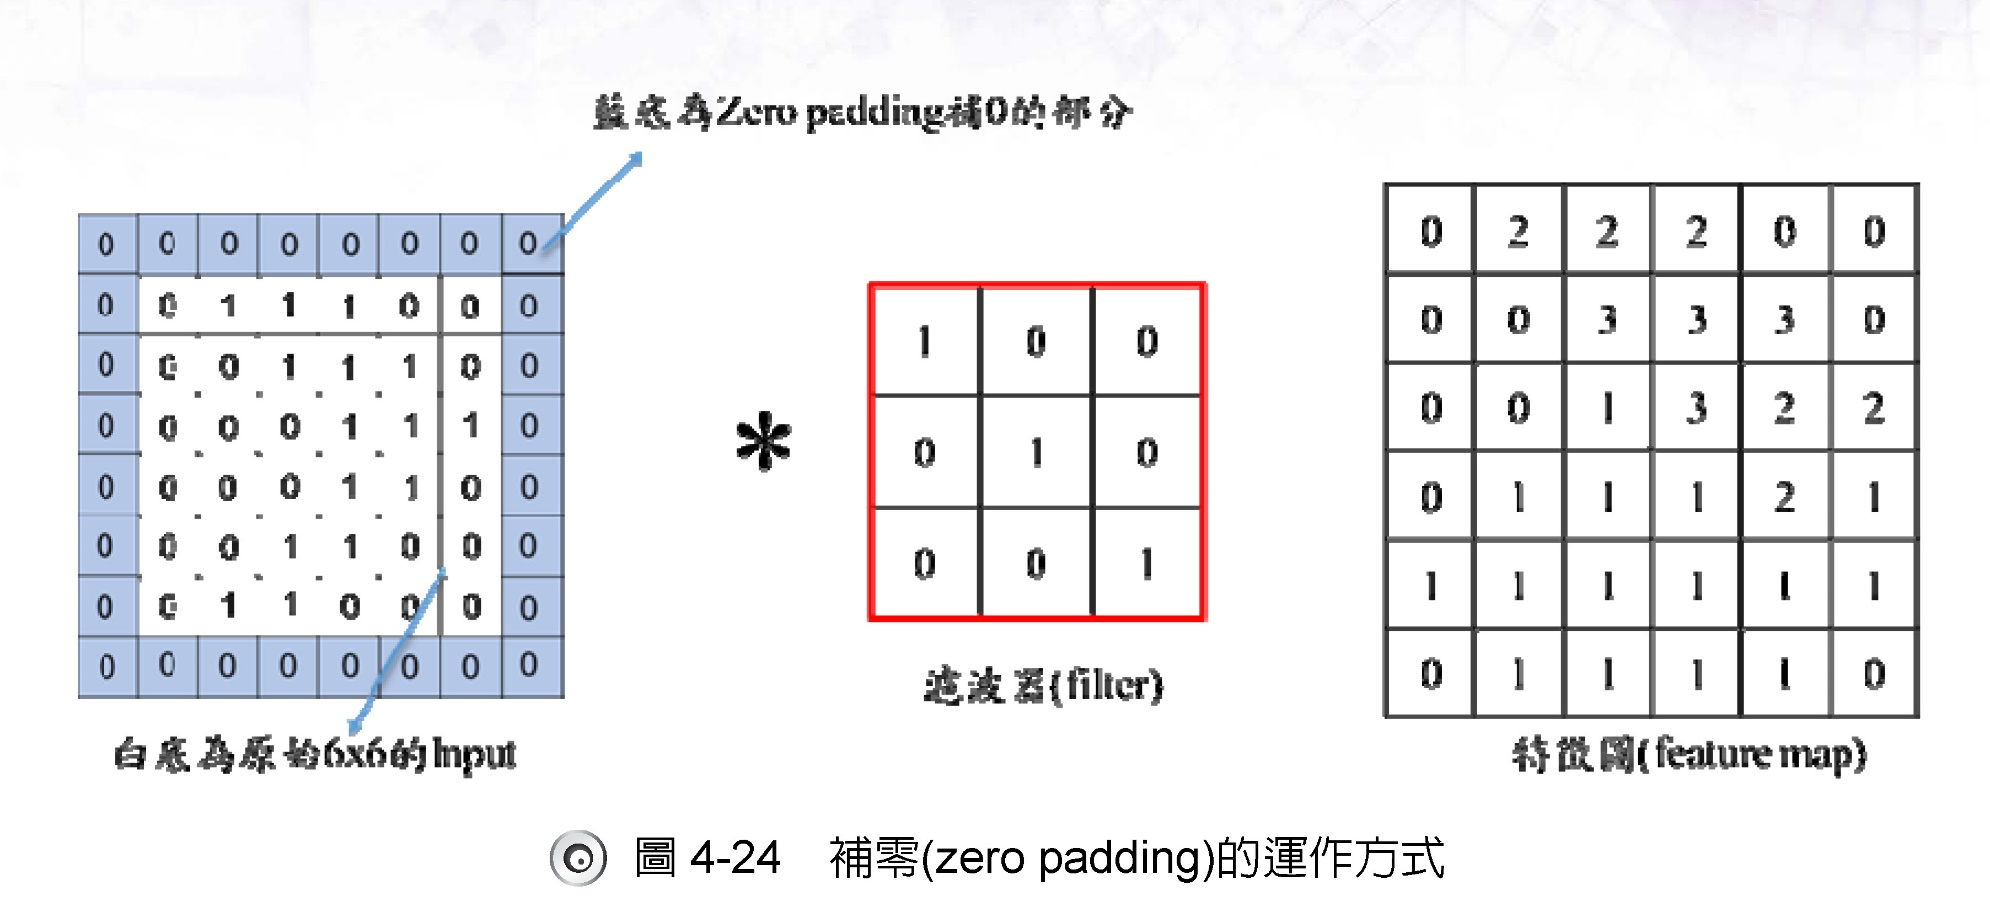 藍底為Zero padding補0的部分
0 0 0 0 0 0 0 0
0 0 1 1 1 0 0 0
0 0 0 1 1 1 0 0
0 0 0 0 1 1 1 0
0 0 0 0 1 1 0 0
0 0 0 1 1 0 0 0
0 0 1 1 0 0 0 0
0 0 0 0 0 0 0 0
白底為原始6x6的Input
*
1 0 0
0 1 0
0 0 1
濾波器(filter)
0 2 2 2 0 0
0 0 3 3 3 0
0 0 1 3 2 2
0 1 1 1 2 1
1 1 1 1 1 1
0 1 1 1 1 0
特徵圖(feature map)
圖 4-24 補零(zero padding)的運作方式